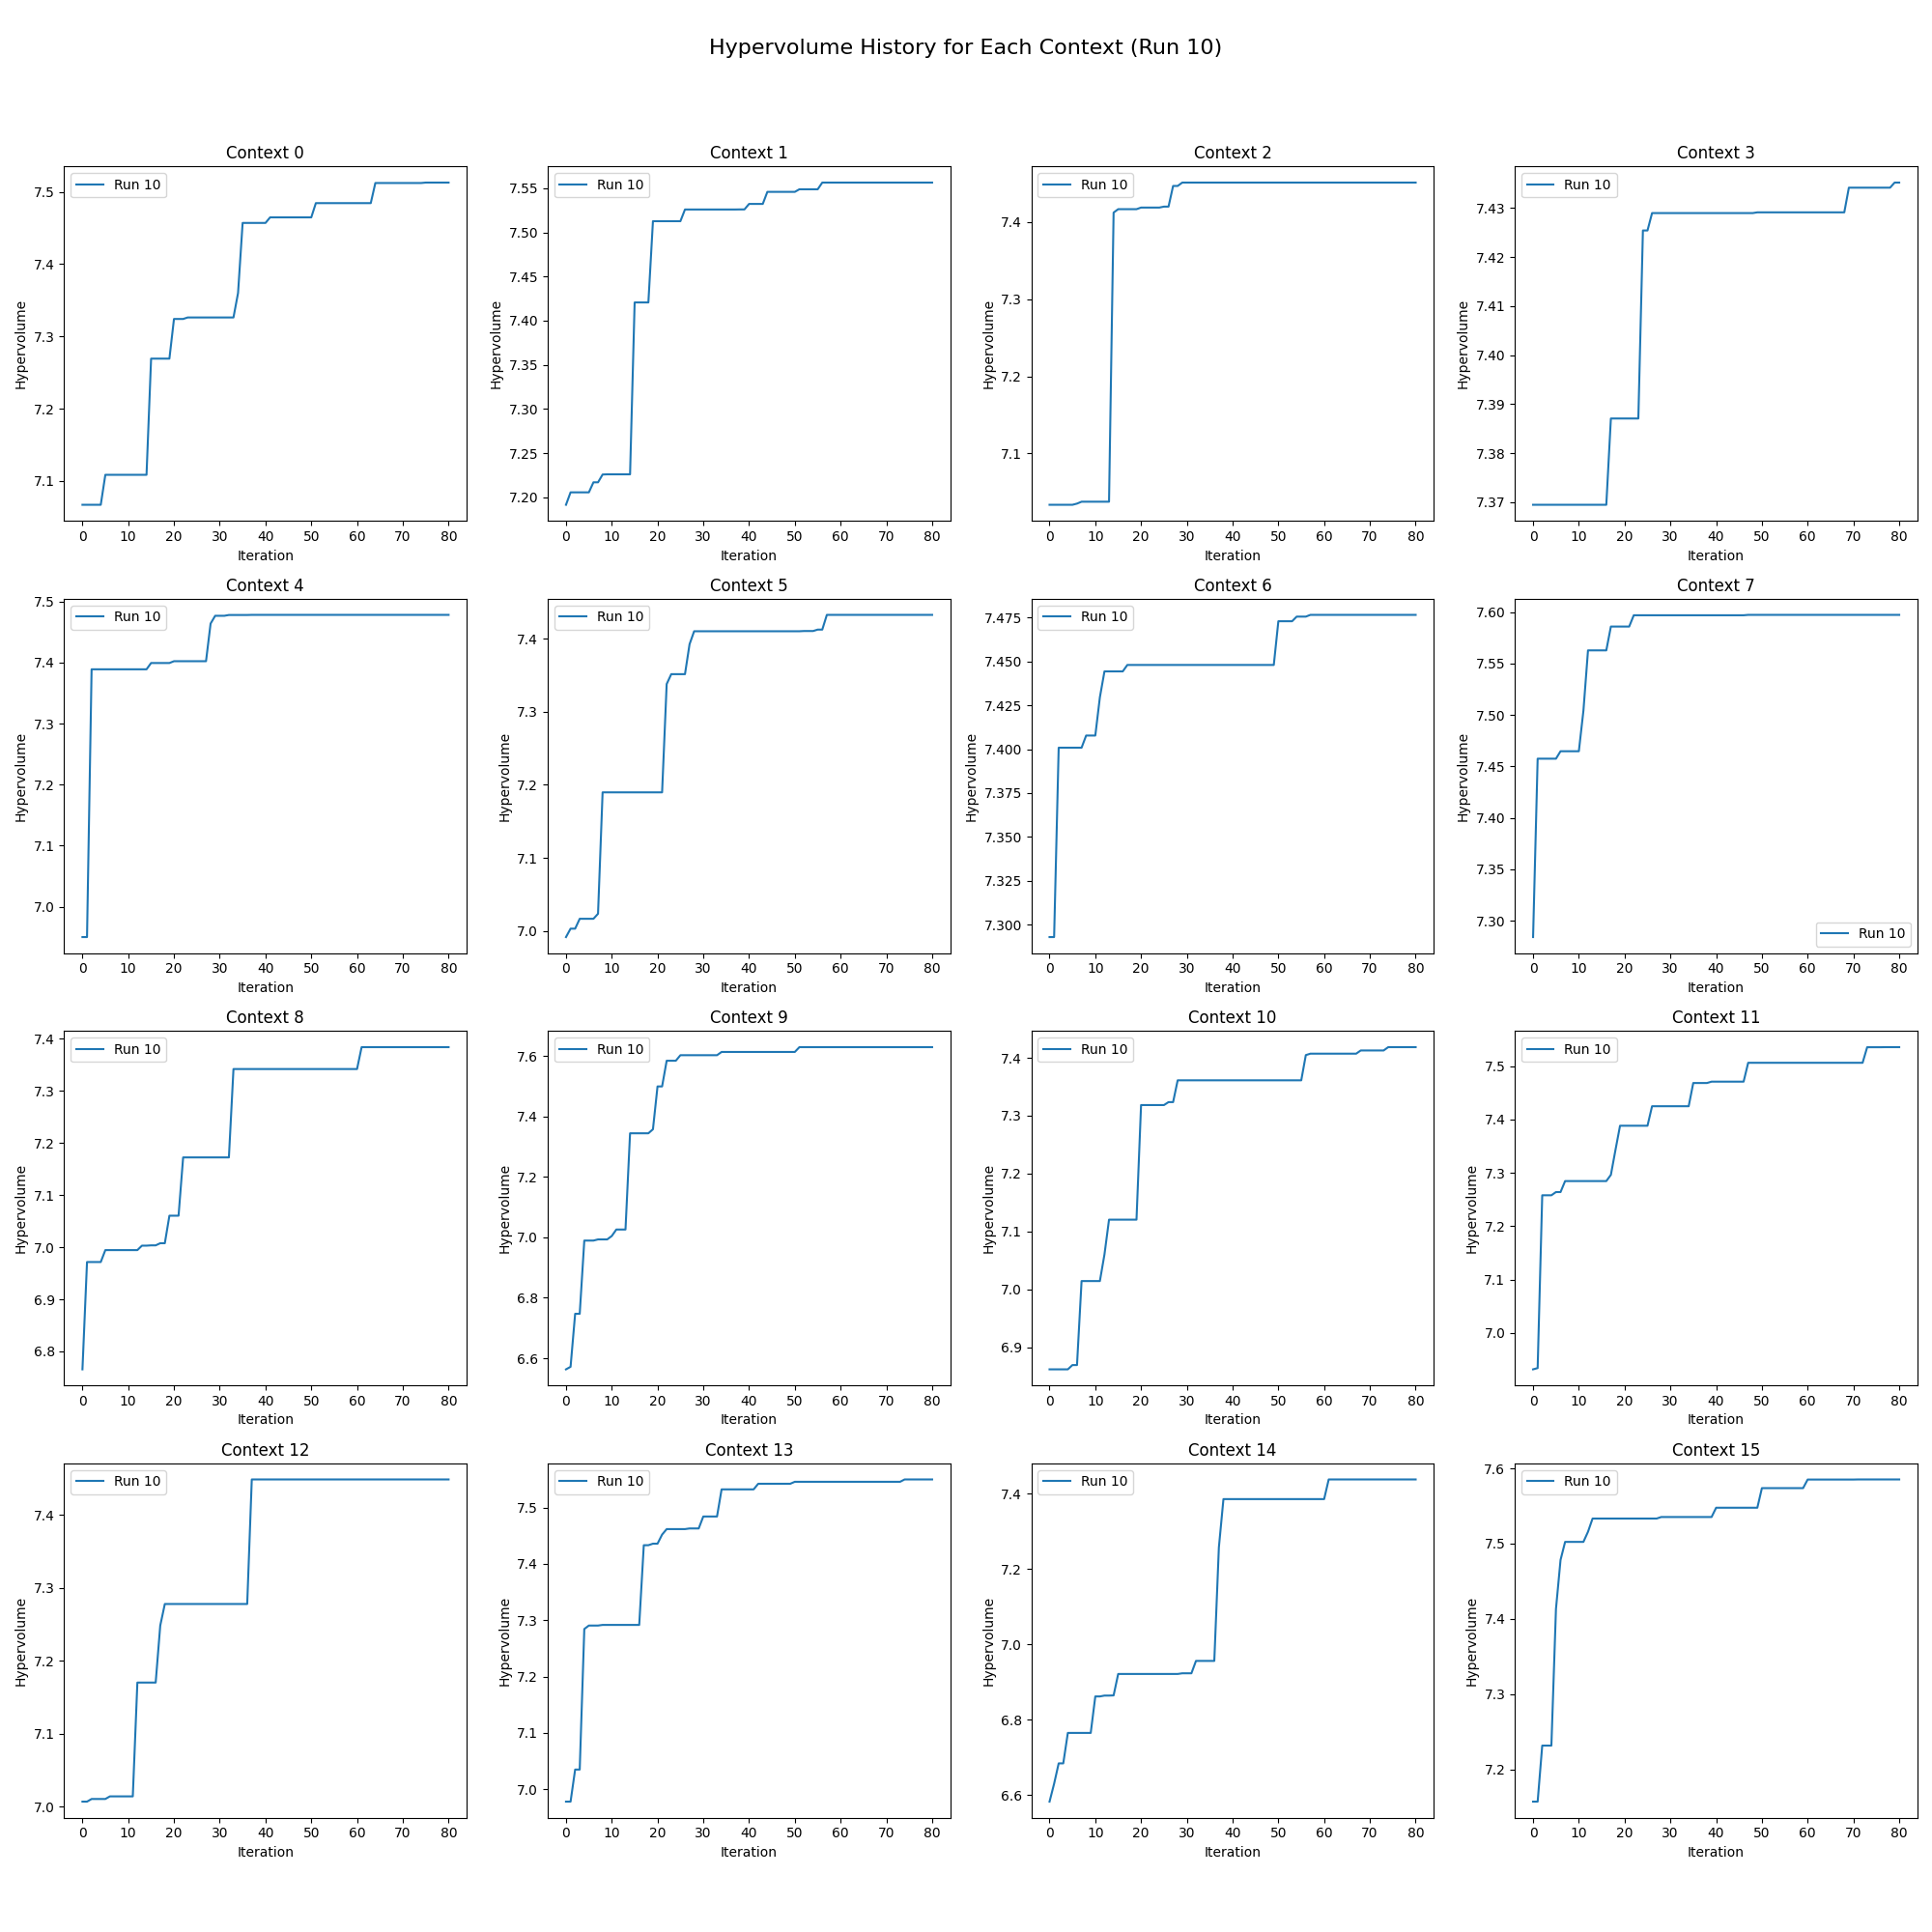 Hypervolume History for Each Context (Run 10)
Context 0
Run 10
7.5
7.4
7.3
7.2
7.1
Hypervolume
0 10 20 30 40 50 60 70 80
Iteration
Context 1
Run 10
7.55
7.50
7.45
7.40
7.35
7.30
7.25
7.20
Hypervolume
0 10 20 30 40 50 60 70 80
Iteration
Context 2
Run 10
7.4
7.3
7.2
7.1
Hypervolume
0 10 20 30 40 50 60 70 80
Iteration
Context 3
Run 10
7.43
7.42
7.41
7.40
7.39
7.38
7.37
Hypervolume
0 10 20 30 40 50 60 70 80
Iteration
Context 4
Run 10
7.5
7.4
7.3
7.2
7.1
7.0
Hypervolume
0 10 20 30 40 50 60 70 80
Iteration
Context 5
Run 10
7.4
7.3
7.2
7.1
7.0
Hypervolume
0 10 20 30 40 50 60 70 80
Iteration
Context 6
Run 10
7.475
7.450
7.425
7.400
7.375
7.350
7.325
7.300
Hypervolume
0 10 20 30 40 50 60 70 80
Iteration
Context 7
7.60
7.55
7.50
7.45
7.40
7.35
7.30
Hypervolume
Run 10
0 10 20 30 40 50 60 70 80
Iteration
Context 8
Run 10
7.4
7.3
7.2
7.1
7.0
6.9
6.8
Hypervolume
0 10 20 30 40 50 60 70 80
Iteration
Context 9
Run 10
7.6
7.4
7.2
7.0
6.8
6.6
Hypervolume
0 10 20 30 40 50 60 70 80
Iteration
Context 10
Run 10
7.4
7.3
7.2
7.1
7.0
6.9
Hypervolume
0 10 20 30 40 50 60 70 80
Iteration
Context 11
Run 10
7.5
7.4
7.3
7.2
7.1
7.0
Hypervolume
0 10 20 30 40 50 60 70 80
Iteration
Context 12
Run 10
7.4
7.3
7.2
7.1
7.0
Hypervolume
0 10 20 30 40 50 60 70 80
Iteration
Context 13
Run 10
7.5
7.4
7.3
7.2
7.1
7.0
Hypervolume
0 10 20 30 40 50 60 70 80
Iteration
Context 14
Run 10
7.4
7.2
7.0
6.8
6.6
Hypervolume
0 10 20 30 40 50 60 70 80
Iteration
Context 15
Run 10
7.6
7.5
7.4
7.3
7.2
Hypervolume
0 10 20 30 40 50 60 70 80
Iteration